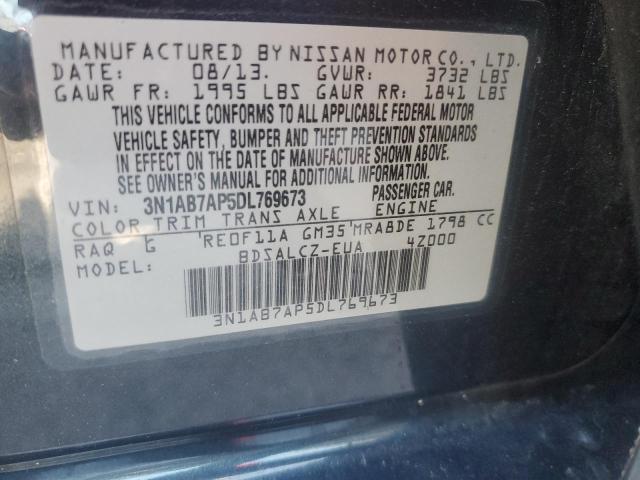 MANUFACTURED BY NISSAN MOTOR CO., LTD.
DATE: 08/13. GVWR: 3732 LBS
GAWR FR: 1995 LBS GAWR RR: 1841 LBS
THIS VEHICLE CONFORMS TO ALL APPLICABLE FEDERAL MOTOR
VEHICLE SAFETY, BUMPER AND THEFT PREVENTION STANDARDS
IN EFFECT ON THE DATE OF MANUFACTURE SHOWN ABOVE.
SEE OWNER'S MANUAL FOR ADDITIONAL INFORMATION.
VIN: 3N1AB7AP5DL769673 PASSENGER CAR.
COLOR TRIM TRANS AXLE ENGINE
RAQ G RE0F11A GM35 MRA8DE 1798 CC
MODEL: BDSALCZ-EUA 4Z000
3N1AB7AP5DL769673